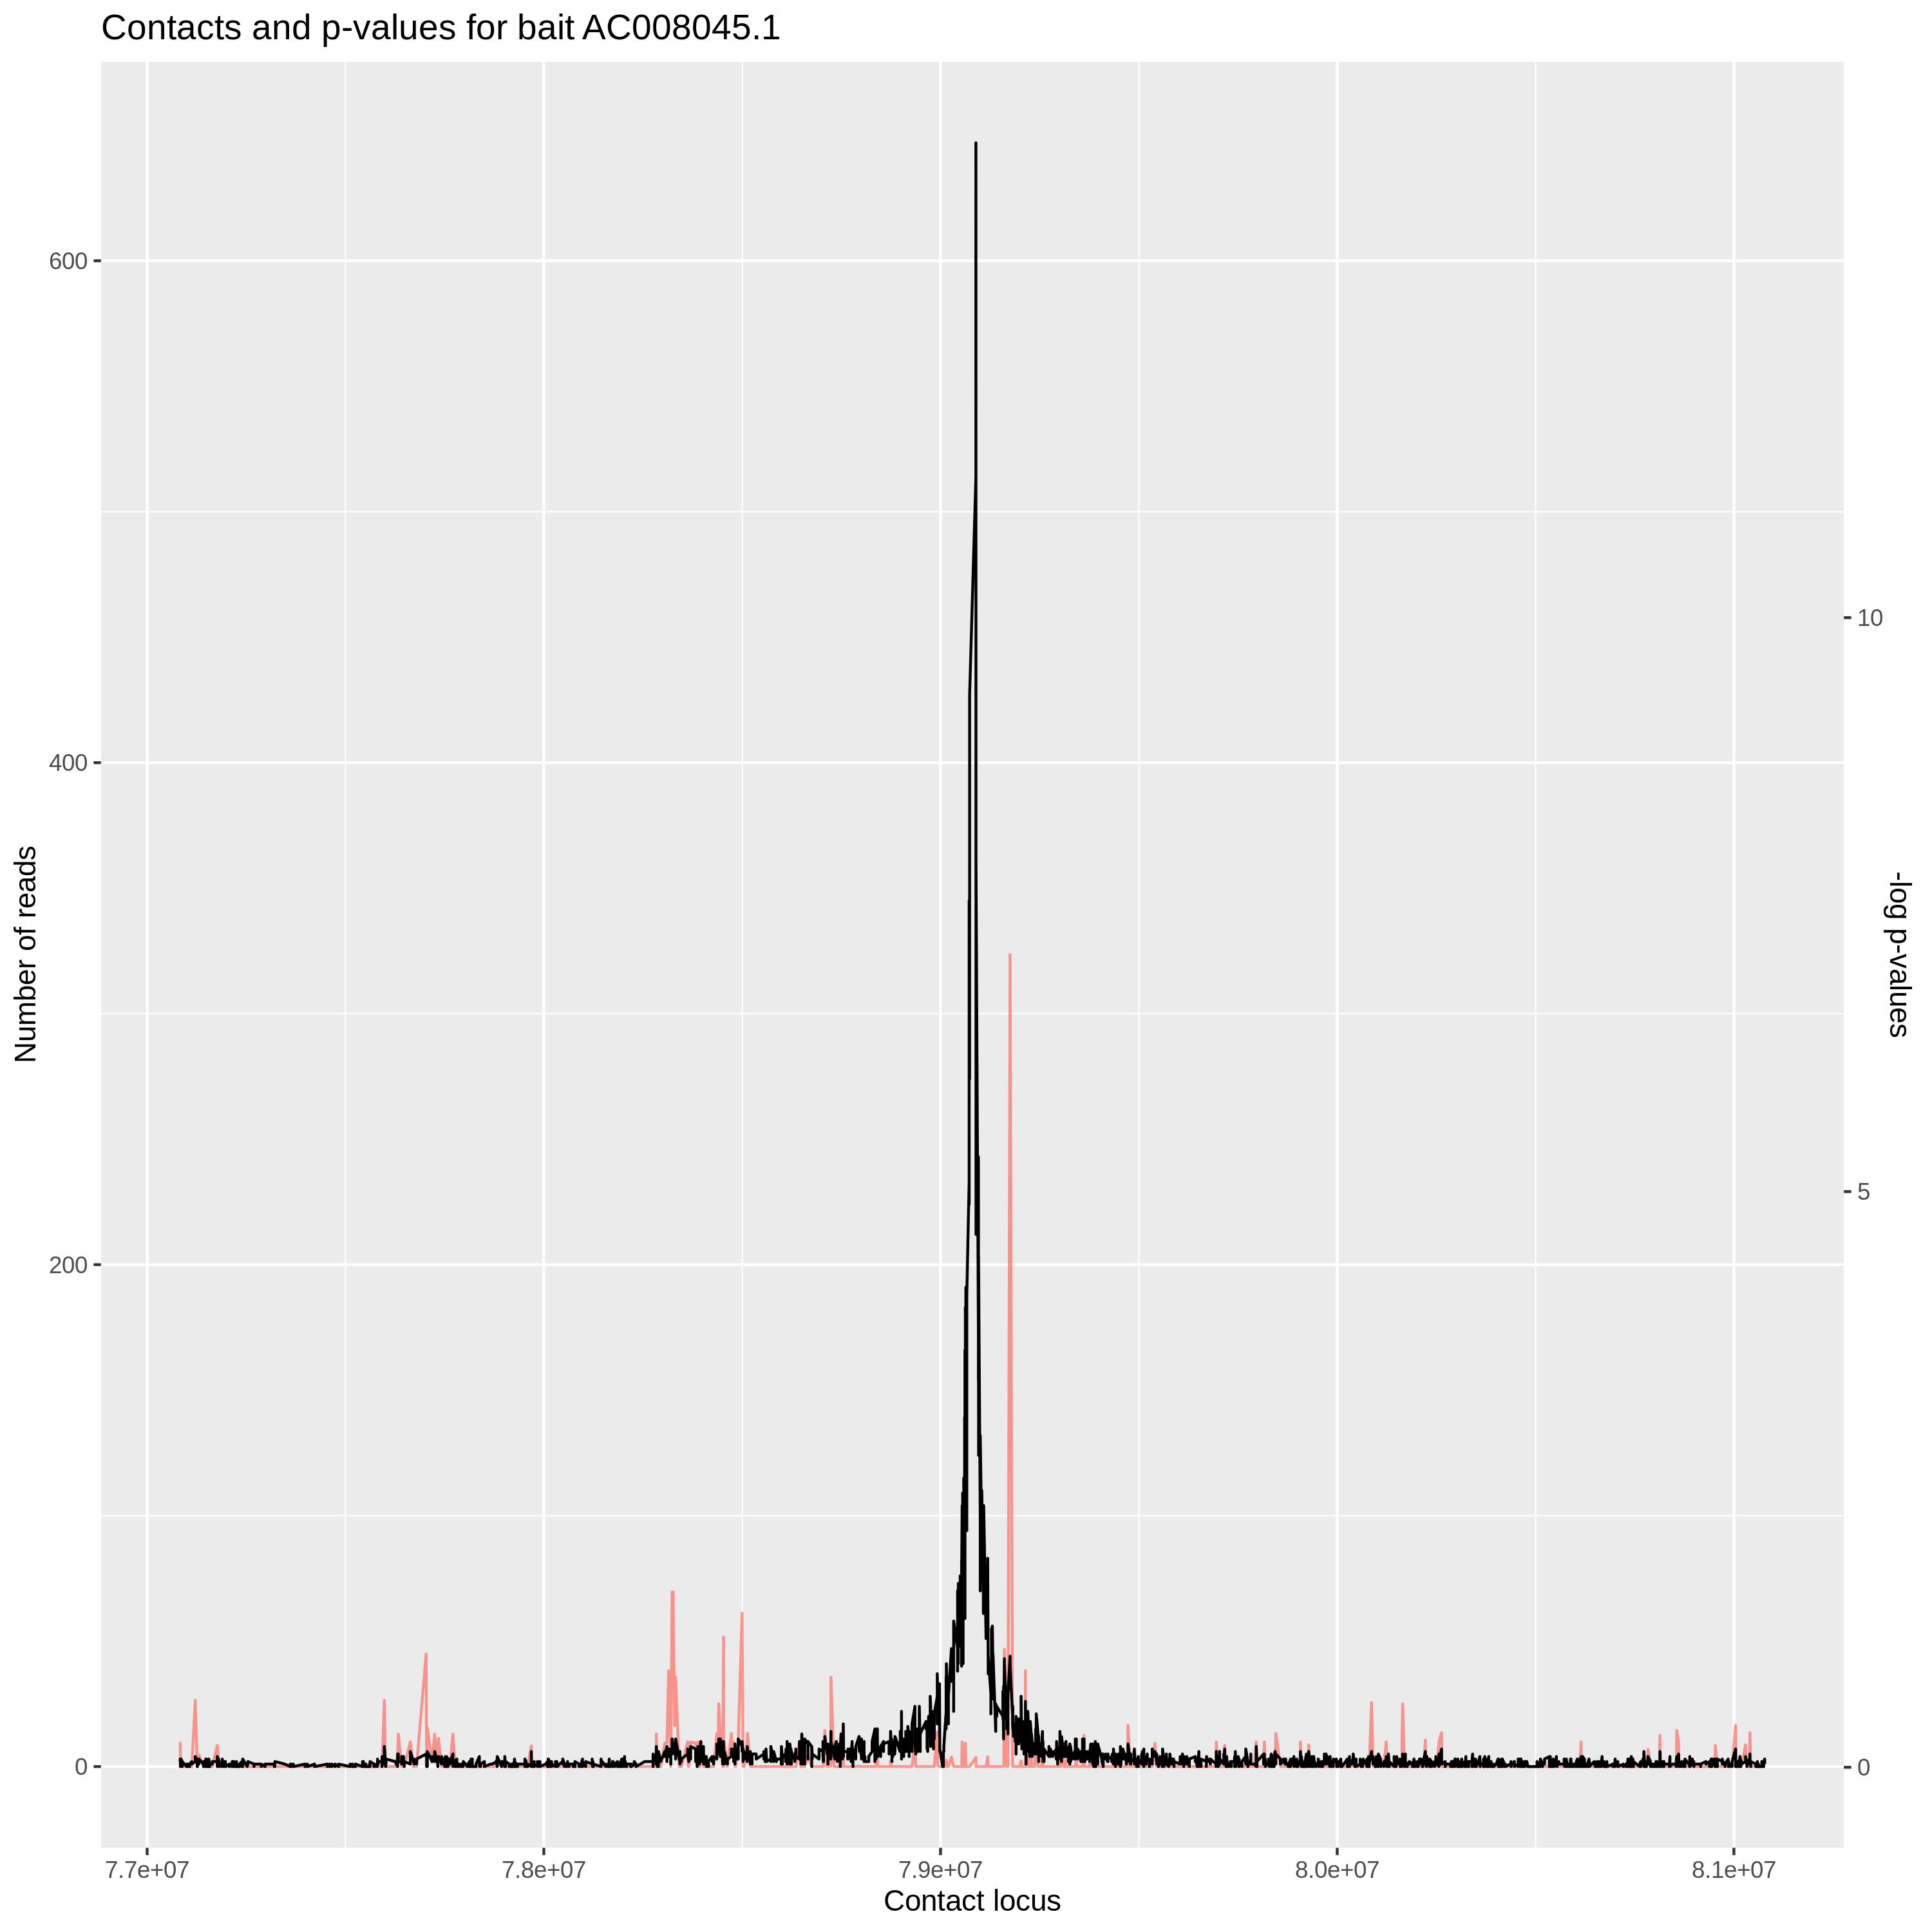 Contacts and p-values for bait AC008045.1
600
400
200
0
Number of reads
10
5
0
-log p-values
7.7e+07 7.8e+07 7.9e+07 8.0e+07 8.1e+07
Contact locus